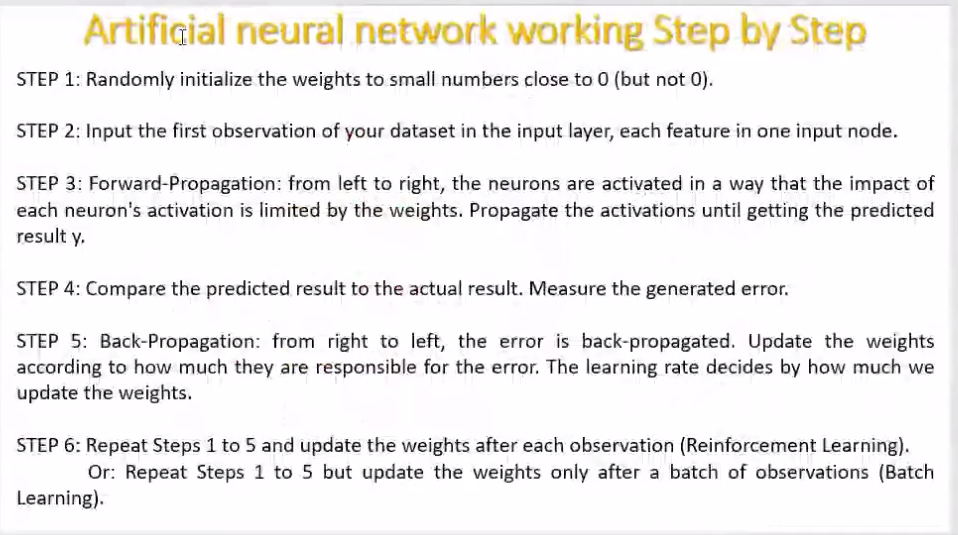 Artificial neural network working Step by Step
STEP 1: Randomly initialize the weights to small numbers close to 0 (but not 0).
STEP 2: Input the first observation of your dataset in the input layer, each feature in one input node.
STEP 3: Forward-Propagation: from left to right, the neurons are activated in a way that the impact of
each neuron's activation is limited by the weights. Propagate the activations until getting the predicted
result y.
STEP 4: Compare the predicted result to the actual result. Measure the generated error.
STEP 5: Back-Propagation: from right to left, the error is back-propagated. Update the weights
according to how much they are responsible for the error. The learning rate decides by how much we
update the weights.
STEP 6: Repeat Steps 1 to 5 and update the weights after each observation (Reinforcement Learning).
Or: Repeat Steps 1 to 5 but update the weights only after a batch of observations (Batch
Learning).